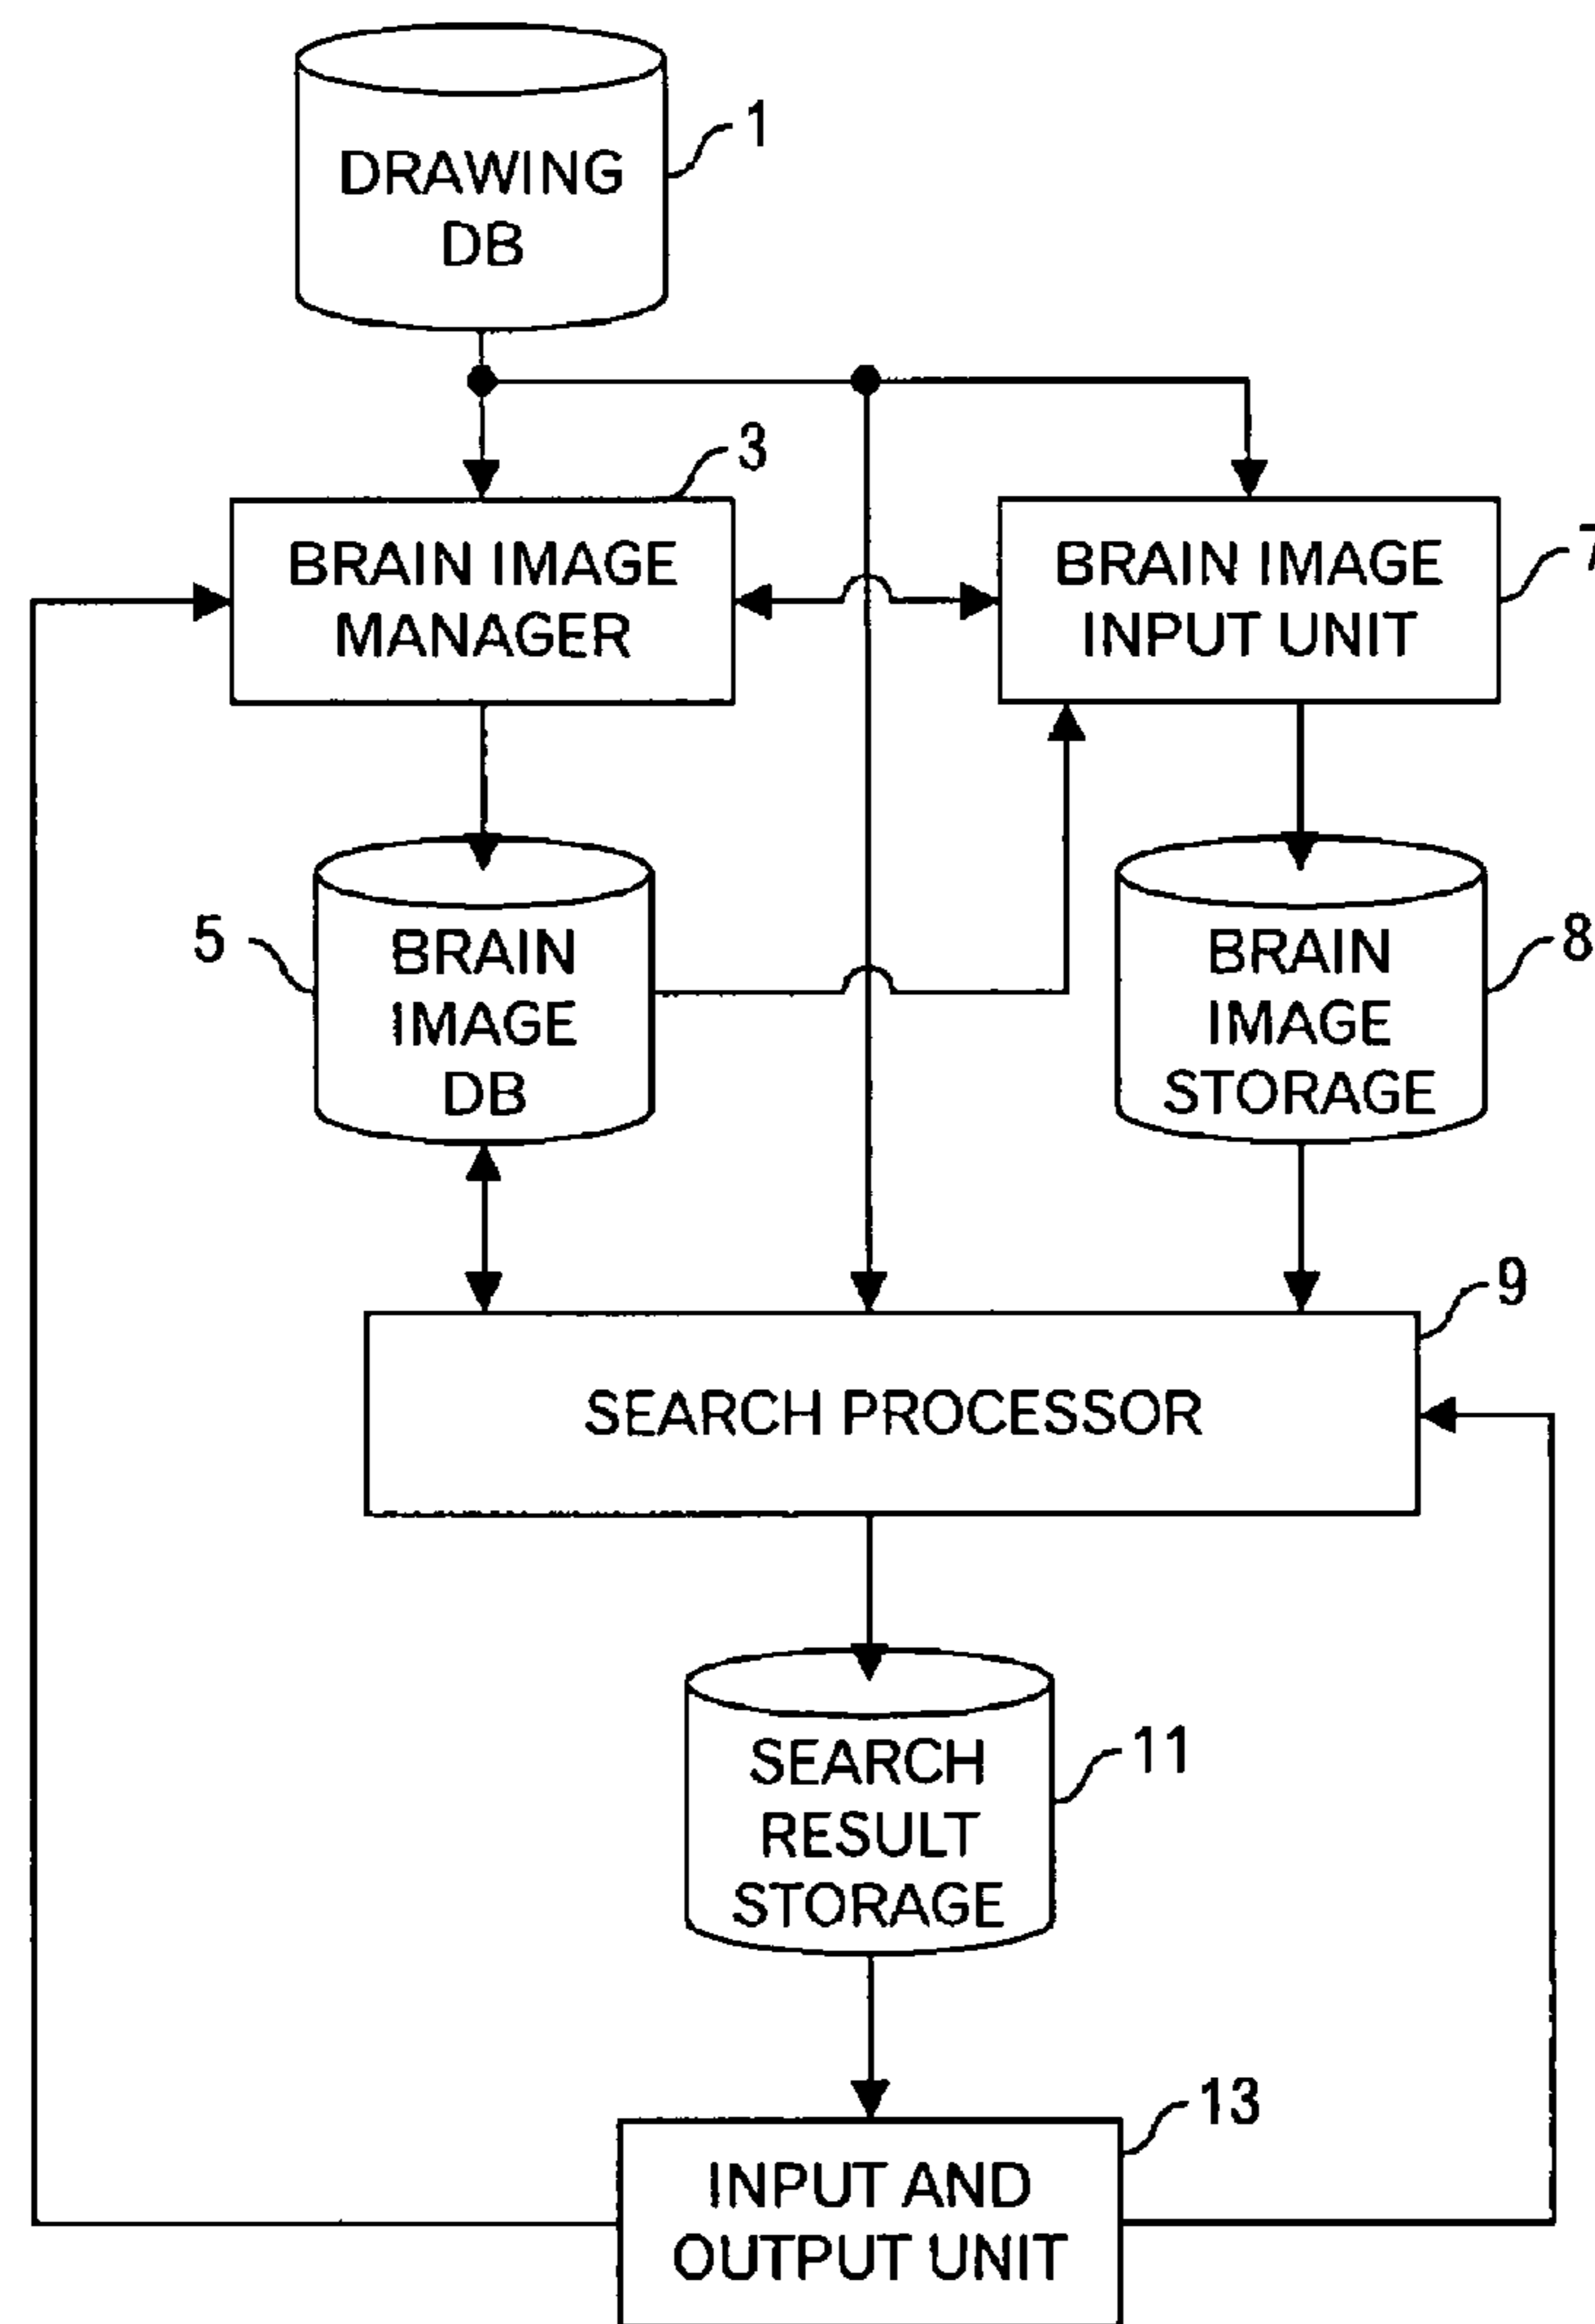 1
DRAWING
DB
3
BRAIN IMAGE
MANAGER
BRAIN IMAGE
INPUT UNIT
7
5
BRAIN
IMAGE
DB
BRAIN
IMAGE
STORAGE
8
9
SEARCH PROCESSOR
11
SEARCH
RESULT
STORAGE
13
INPUT AND
OUTPUT UNIT